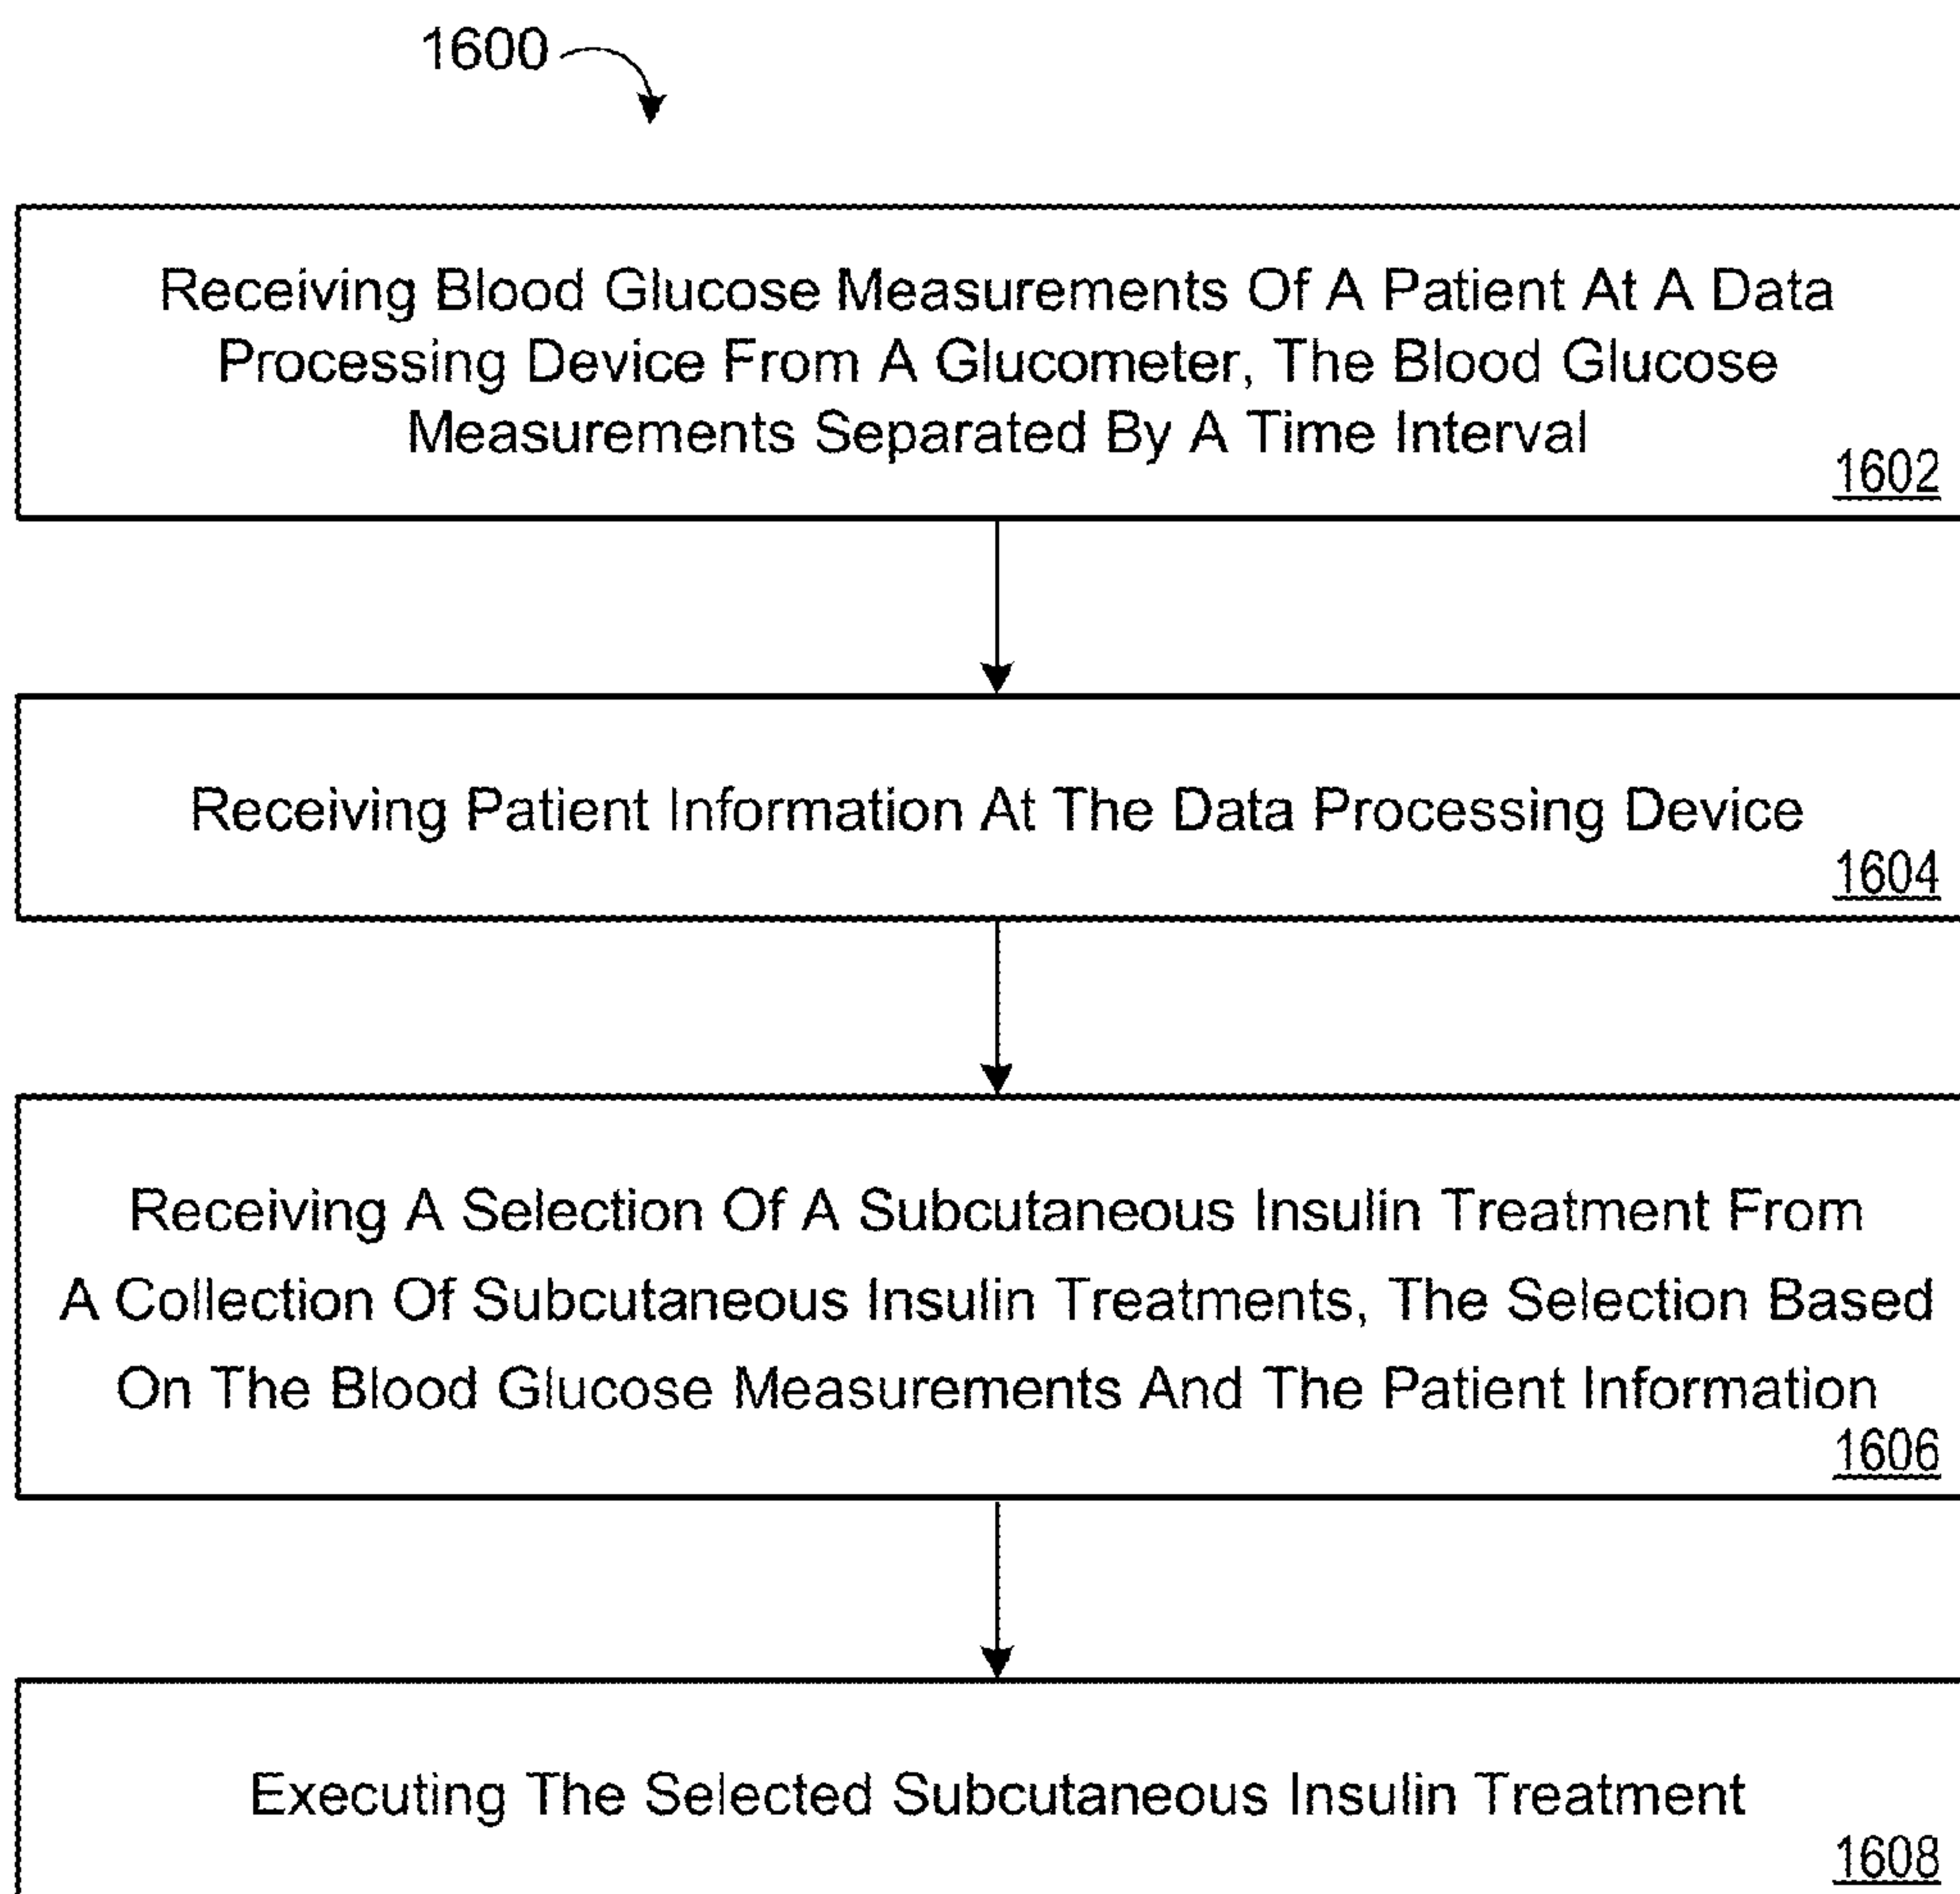 1600
Receiving Blood Glucose Measurements Of A Patient At A Data
Processing Device From A Glucometer, The Blood Glucose
Measurements Separated By A Time Interval
1602
Receiving Patient Information At The Data Processing Device
1604
Receiving A Selection Of A Subcutaneous Insulin Treatment From
A Collection Of Subcutaneous Insulin Treatments, The Selection Based
On The Blood Glucose Measurements And The Patient Information
1606
Executing The Selected Subcutaneous Insulin Treatment
1608